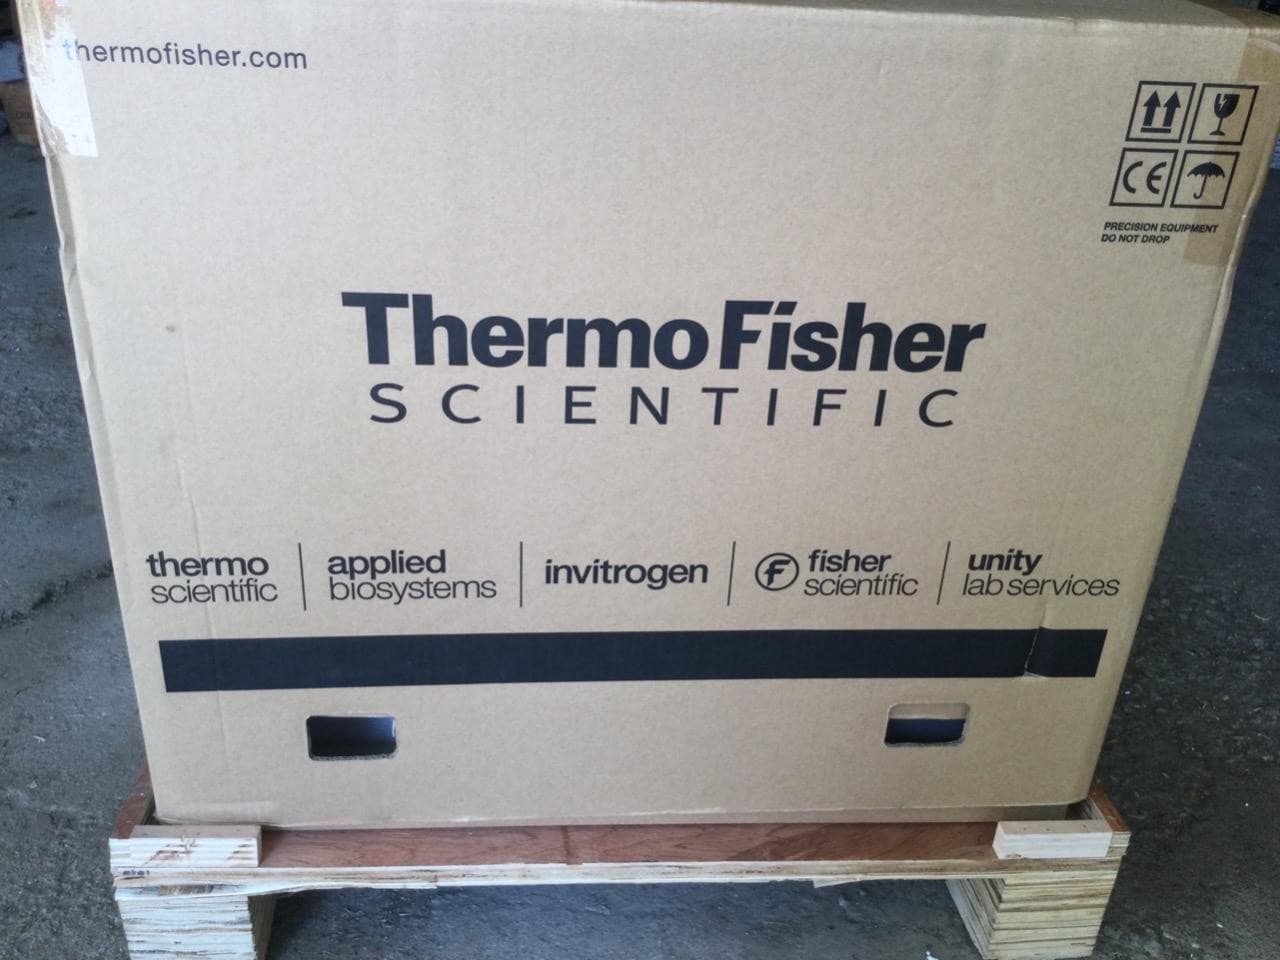 thermofisher.com
CE
PRECISION EQUIPMENT
DO NOT DROP
ThermoFisher
SCIENTIFIC
thermo
scientific
applied
biosystems
invitrogen
fisher
scientific
unity
lab services